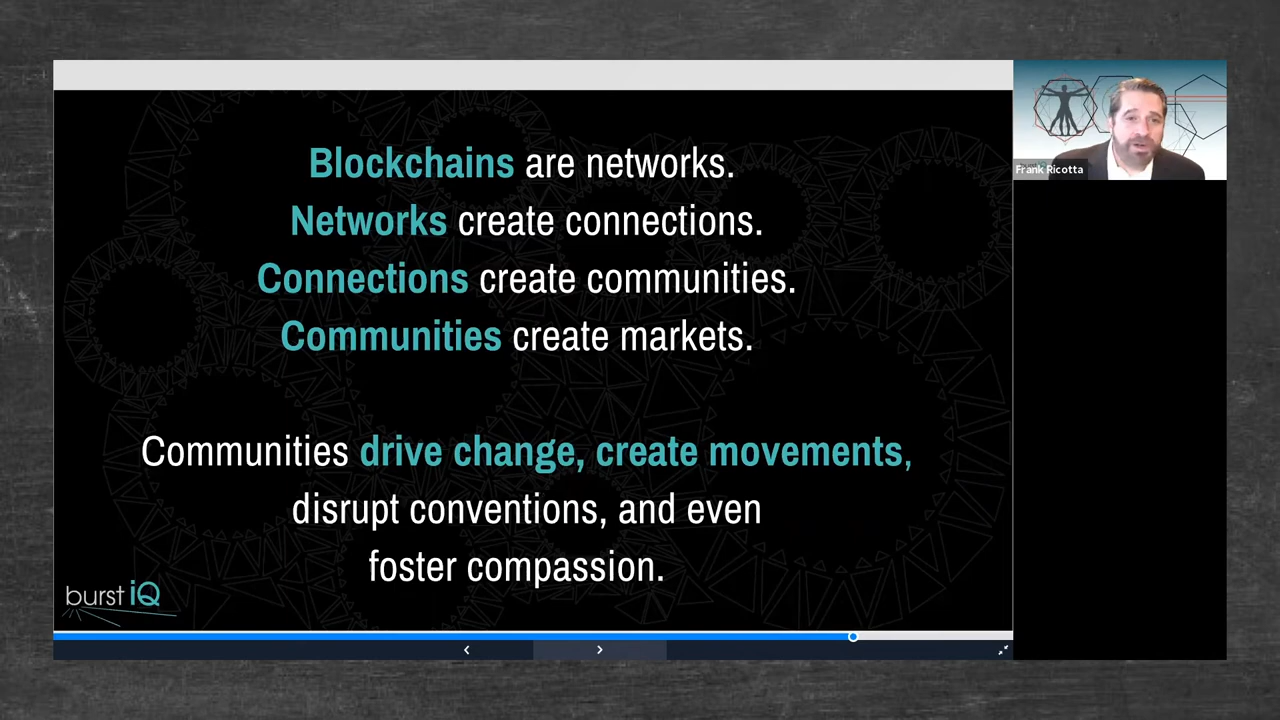 Blockchains are networks.
Networks create connections.
Connections create communities.
Communities create markets.
Communities drive change, create movements,
disrupt conventions, and even
foster compassion.
burst iQ
Frank Ricotta